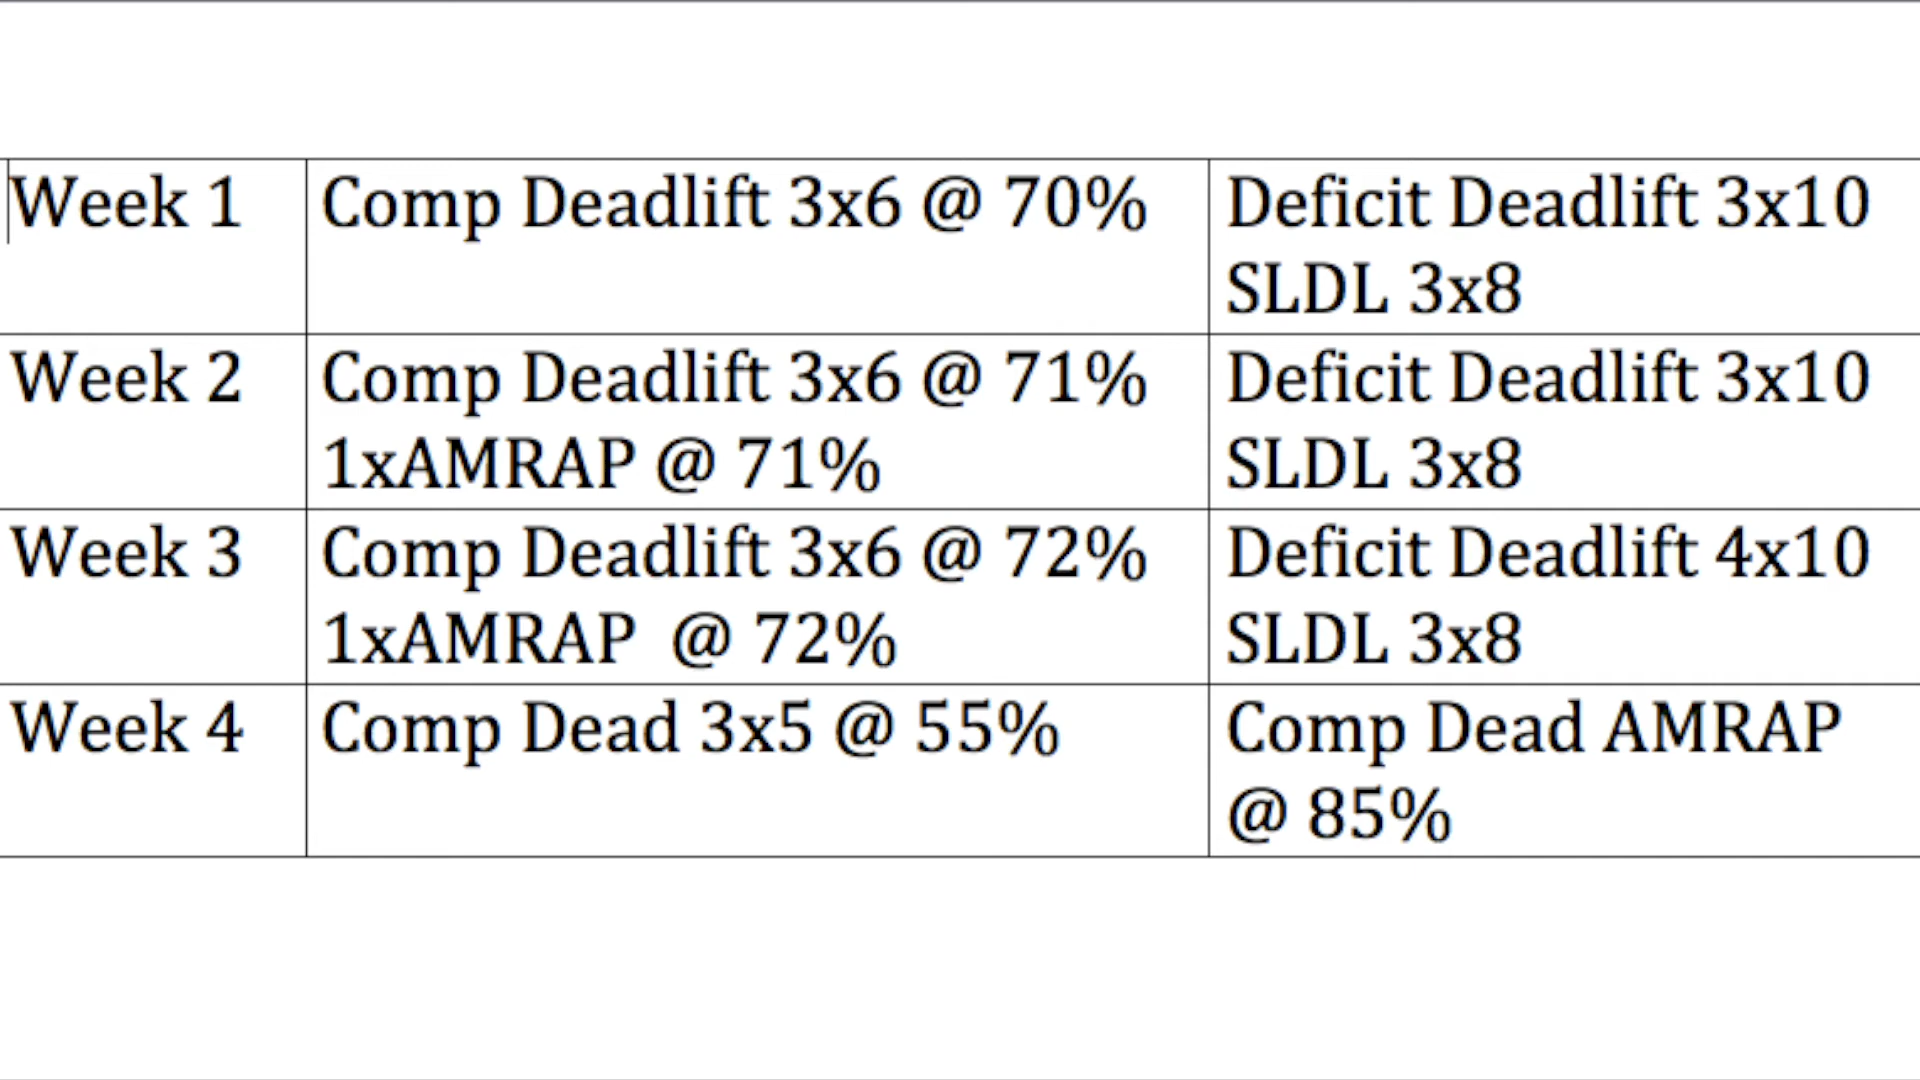 Week 1
Comp Deadlift 3x6 @ 70%
Deficit Deadlift 3x10
SLDL 3x8
Week 2
Comp Deadlift 3x6 @ 71%
1xAMRAP @ 71%
Deficit Deadlift 3x10
SLDL 3x8
Week 3
Comp Deadlift 3x6 @ 72%
1xAMRAP  @ 72%
Deficit Deadlift 4x10
SLDL 3x8
Week 4
Comp Dead 3x5 @ 55%
Comp Dead AMRAP
@ 85%